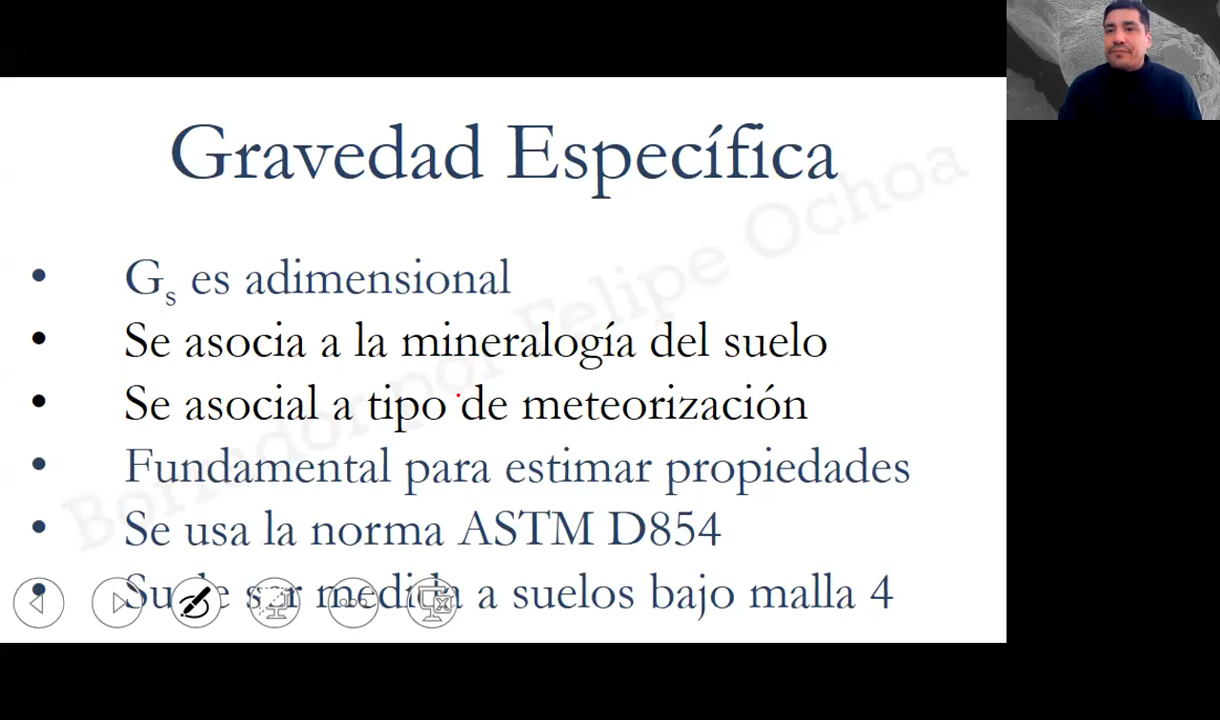 Gravedad Específica
• Gs es adimensional
• Se asocia a la mineralogía del suelo
• Se asocial a tipo de meteorización
• Fundamental para estimar propiedades
• Se usa la norma ASTM D854
• Suele ser medida a suelos bajo malla 4
Borrador por Felipe Ochoa